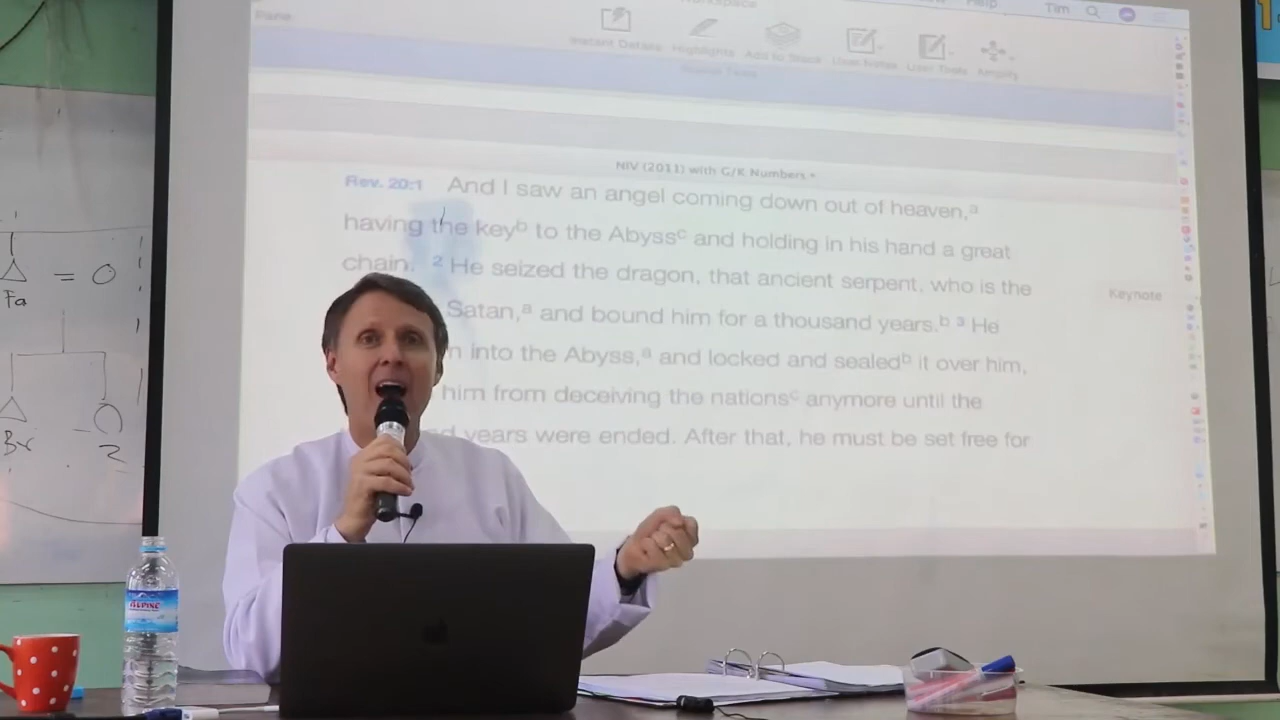 Help Tim
Pane
Instant Details Highlights Add to Stack User Notes User Tools Amplify
NIV (2011) with G/K Numbers
Rev. 20:1 And I saw an angel coming down out of heaven,a
having the keyb to the Abyssc and holding in his hand a great
chain. 2 He seized the dragon, that ancient serpent, who is the
Satan,a and bound him for a thousand years.b 3 He
n into the Abyss,a and locked and sealedb it over him,
him from deceiving the nationsc anymore until the
d years were ended. After that, he must be set free for
Keynote
= 0
Fa
Br 2
ALPINE